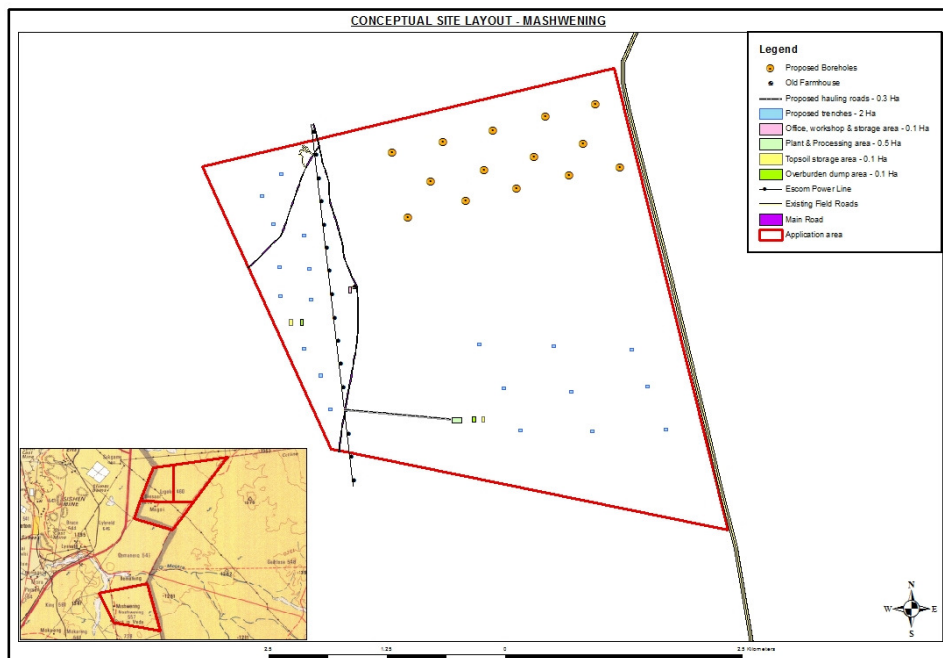 CONCEPTUAL SITE LAYOUT - MASHWENING
Legend
Proposed Boreholes
Old Farmhouse
Proposed hauling roads - 0.3 Ha
Proposed trenches - 2 Ha
Office, workshop & storage area - 0.1 Ha
Plant & Processing area - 0.5 Ha
Topsoil storage area - 0.1 Ha
Overburden dump area - 0.1 Ha
Escom Power Line
Existing Field Roads
Main Road
Application area
N
W E
S
MINE
Mashwening
2.5 1.25 0 2.5 Kilometers